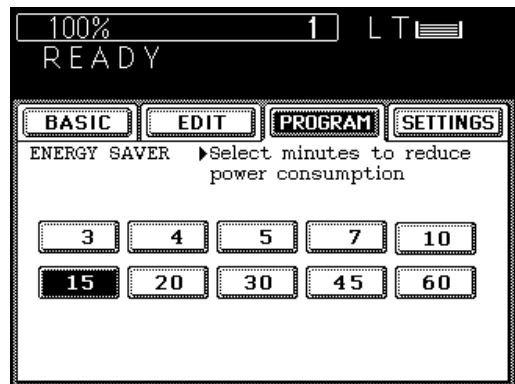 100% 1 LT
READY
BASIC EDIT PROGRAM SETTINGS
ENERGY SAVER ▶Select minutes to reduce
power consumption
3 4 5 7 10
15 20 30 45 60